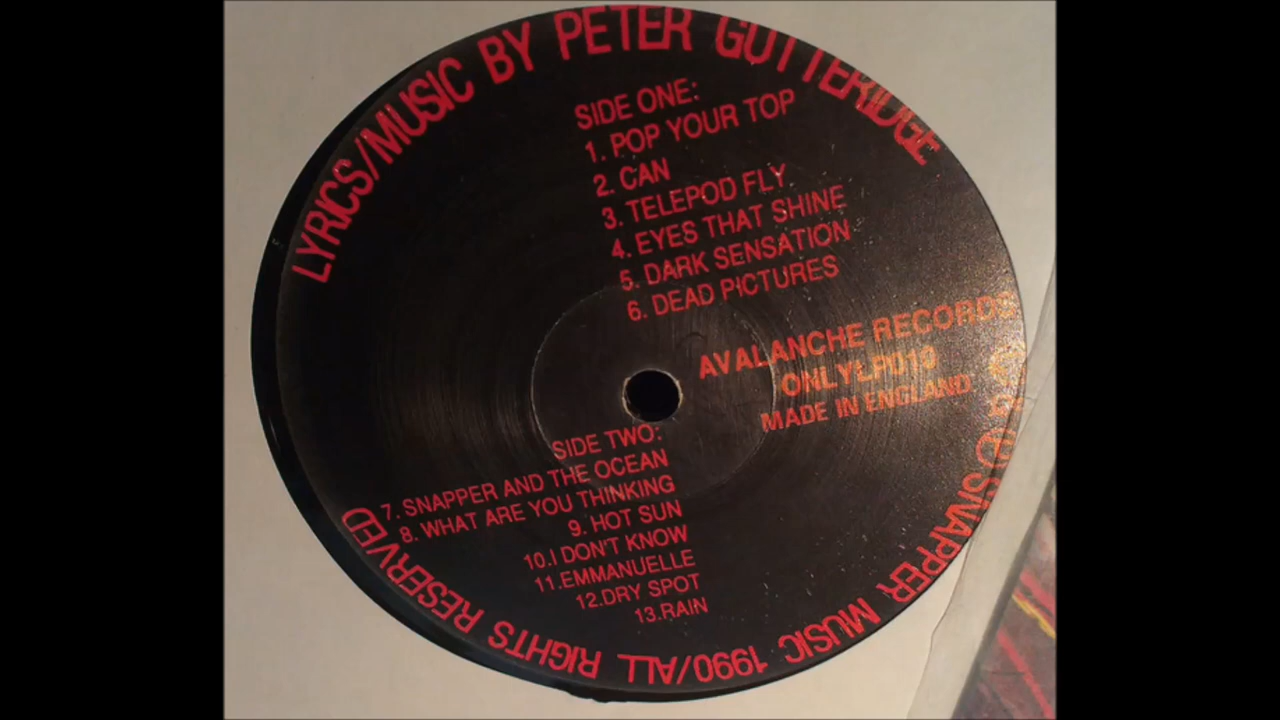 LYRICS/MUSIC BY PETER GUTTERIDGE
SIDE ONE:
1. POP YOUR TOP
2. CAN
3. TELEPOD FLY
4. EYES THAT SHINE
5. DARK SENSATION
6. DEAD PICTURES
AVALANCHE RECORDS
ONLYLP010
MADE IN ENGLAND
SIDE TWO:
7. SNAPPER AND THE OCEAN
8. WHAT ARE YOU THINKING
9. HOT SUN
10.I DON'T KNOW
11.EMMANUELLE
12.DRY SPOT
13.RAIN
© & ℗ SNAPPER MUSIC 1990/ALL RIGHTS RESERVED